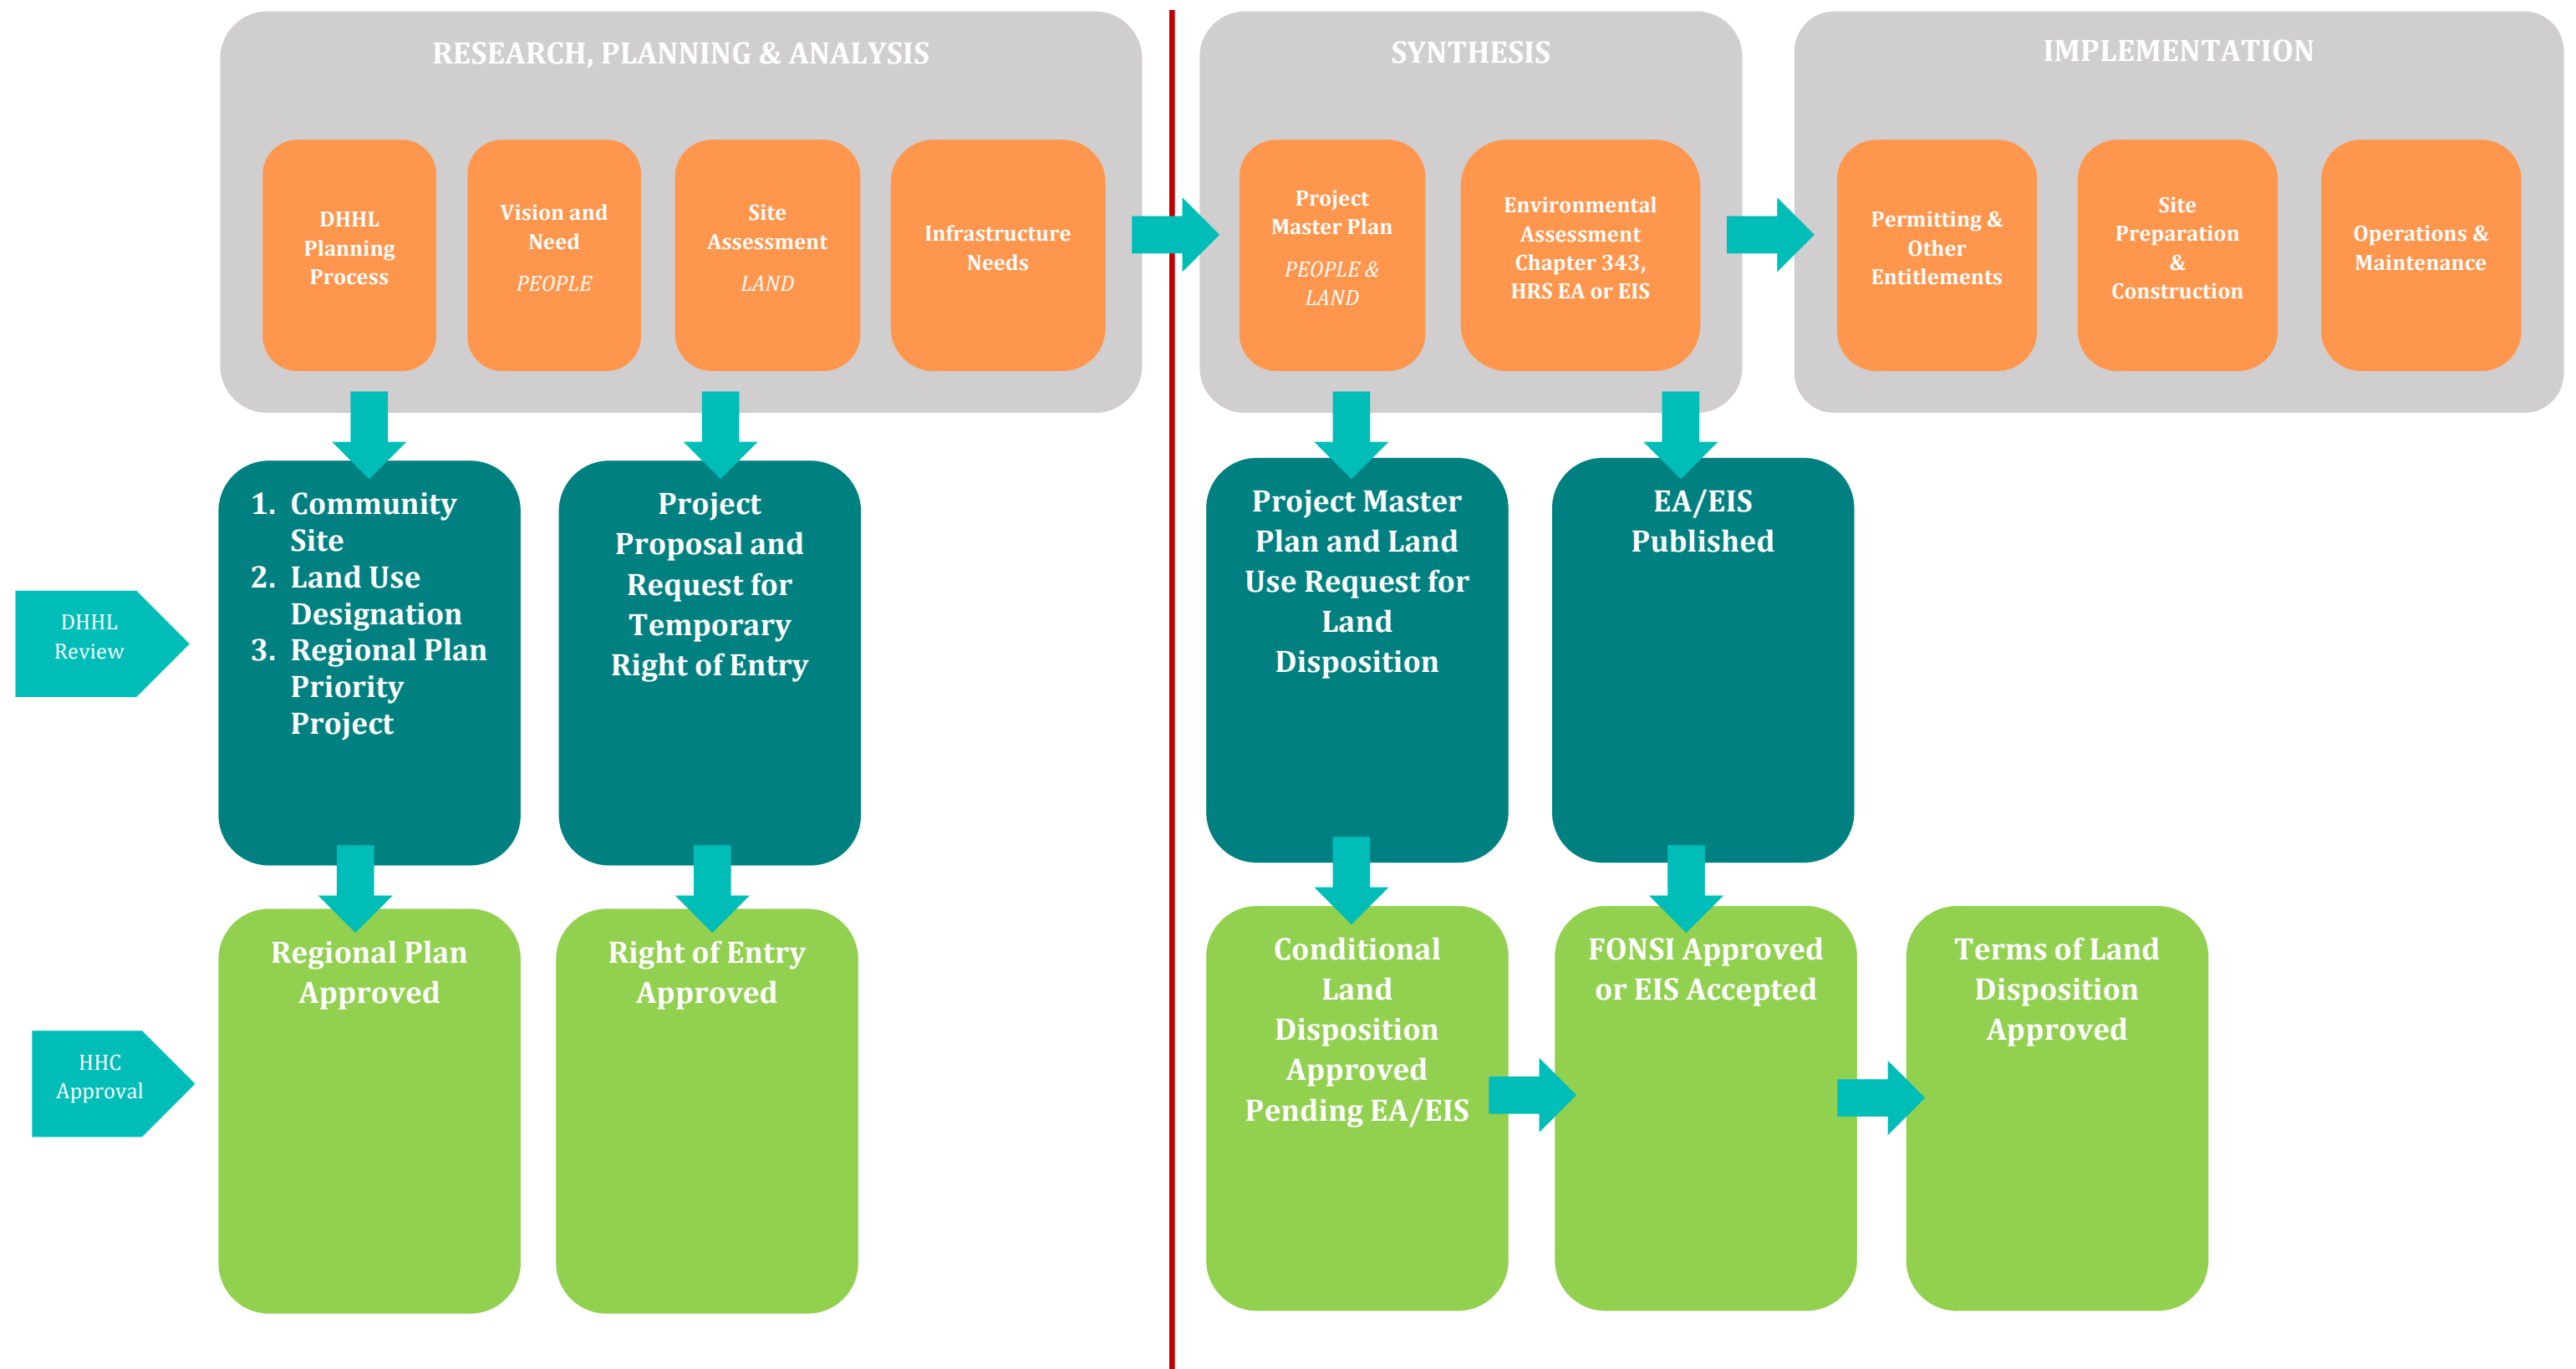 RESEARCH, PLANNING & ANALYSIS
SYNTHESIS
IMPLEMENTATION
DHHL
Planning
Process
Vision and
Need
PEOPLE
Site
Assessment
LAND
Infrastructure
Needs
Project
Master Plan
PEOPLE &
LAND
Environmental
Assessment
Chapter 343,
HRS EA or EIS
Permitting &
Other
Entitlements
Site
Preparation
&
Construction
Operations &
Maintenance
DHHL
Review
1. Community
Site
2. Land Use
Designation
3. Regional Plan
Priority
Project
Project
Proposal and
Request for
Temporary
Right of Entry
Project Master
Plan and Land
Use Request for
Land
Disposition
EA/EIS
Published
HHC
Approval
Regional Plan
Approved
Right of Entry
Approved
Conditional
Land
Disposition
Approved
Pending EA/EIS
FONSI Approved
or EIS Accepted
Terms of Land
Disposition
Approved